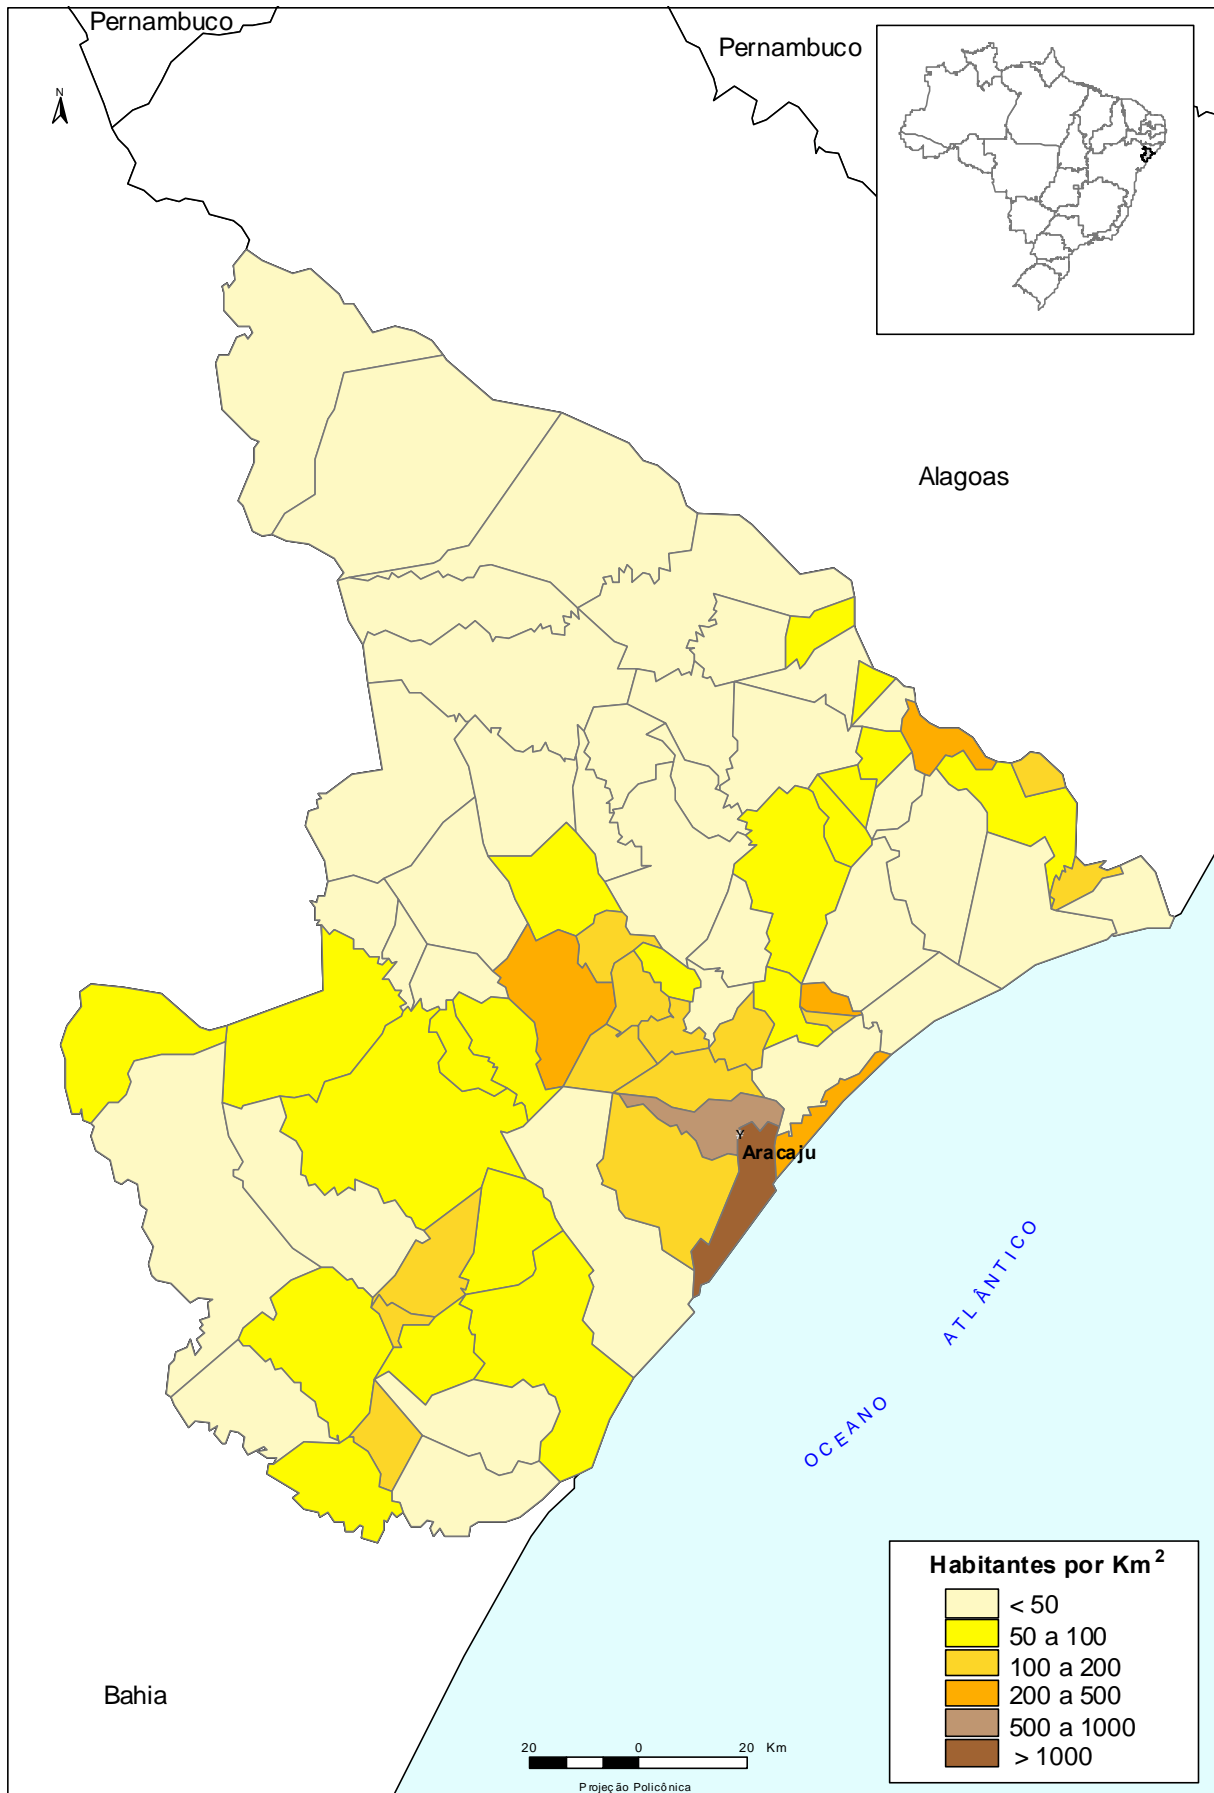 Pernambuco
Pernambuco
N
Alagoas
Y
Aracaju
OCEANO ATLÂNTICO
Bahia
Habitantes por Km²
< 50
50 a 100
100 a 200
200 a 500
500 a 1000
> 1000
20 0 20 Km
Projeção Policônica